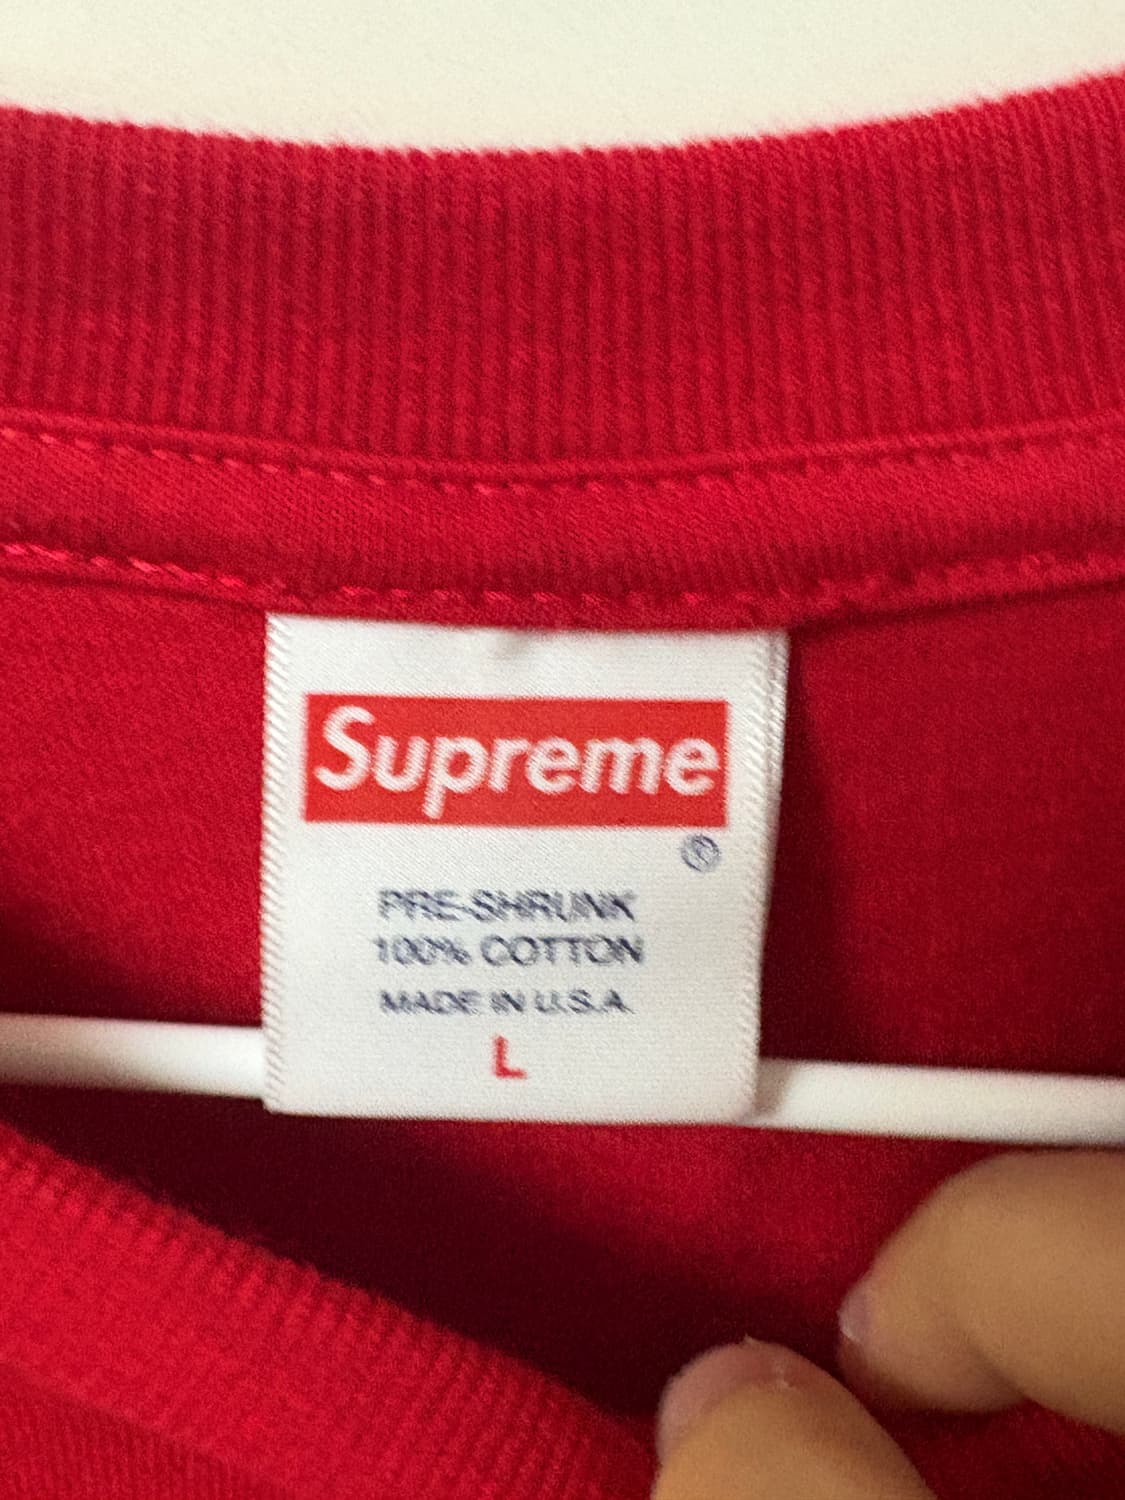 Supreme
®
PRE-SHRUNK
100% COTTON
MADE IN U.S.A.
L